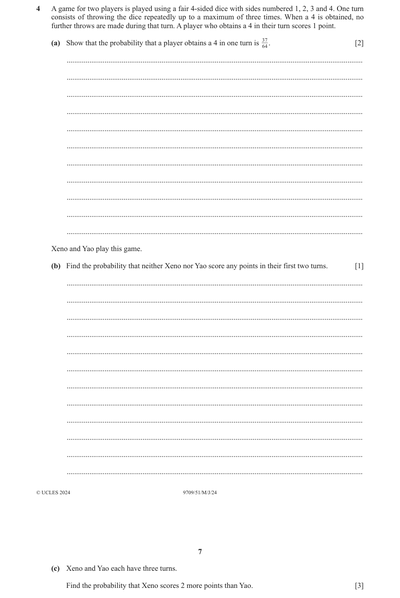 4 A game for two players is played using a fair 4-sided dice with sides numbered 1, 2, 3 and 4. One turn
consists of throwing the dice repeatedly up to a maximum of three times. When a 4 is obtained, no
further throws are made during that turn. A player who obtains a 4 in their turn scores 1 point.
(a) Show that the probability that a player obtains a 4 in one turn is 37/64. [2]
Xeno and Yao play this game.
(b) Find the probability that neither Xeno nor Yao score any points in their first two turns. [1]
© UCLES 2024 9709/51/M/J/24
7
(c) Xeno and Yao each have three turns.
Find the probability that Xeno scores 2 more points than Yao. [3]